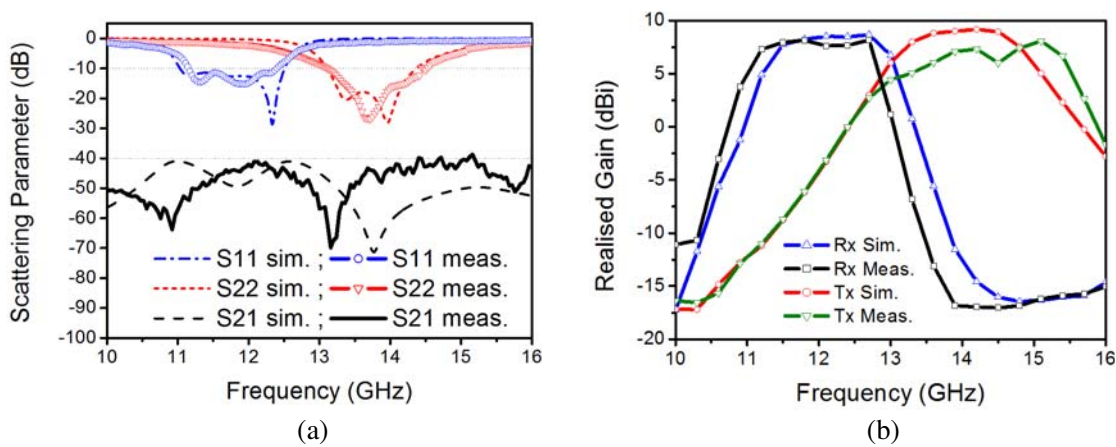 0
-10
-20
-30
-40
-50
-60
-70
-80
-90
-100
Scattering Parameter (dB)
S11 sim. ; S11 meas.
S22 sim. ; S22 meas.
S21 sim. ; S21 meas.
10 11 12 13 14 15 16
Frequency (GHz)
(a)
10
5
0
-5
-10
-15
-20
Realised Gain (dBi)
Rx Sim.
Rx Meas.
Tx Sim.
Tx Meas.
10 11 12 13 14 15 16
Frequency (GHz)
(b)